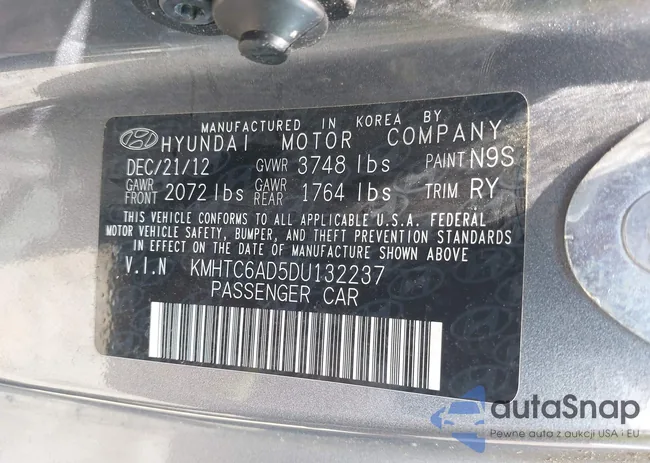 MANUFACTURED IN KOREA BY
HYUNDAI MOTOR COMPANY
DEC/21/12 GVWR 3748 lbs PAINT N9S
GAWR FRONT 2072 lbs GAWR REAR 1764 lbs TRIM RY
THIS VEHICLE CONFORMS TO ALL APPLICABLE U.S.A. FEDERAL
MOTOR VEHICLE SAFETY, BUMPER, AND THEFT PREVENTION STANDARDS
IN EFFECT ON THE DATE OF MANUFACTURE SHOWN ABOVE
V.I.N KMHTC6AD5DU132237
PASSENGER CAR
autaSnap
Pewne auta z aukcji USA i EU